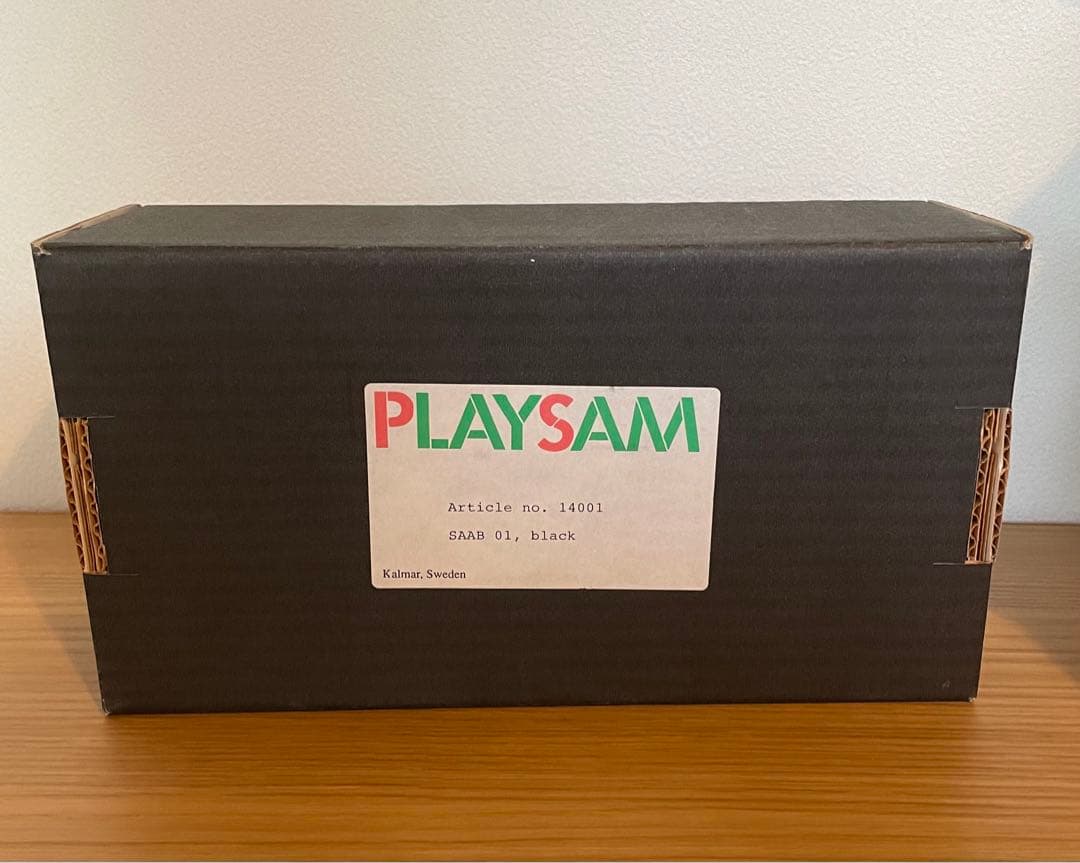 PLAYSAM
Article no. 14001
SAAB 01, black
Kalmar, Sweden